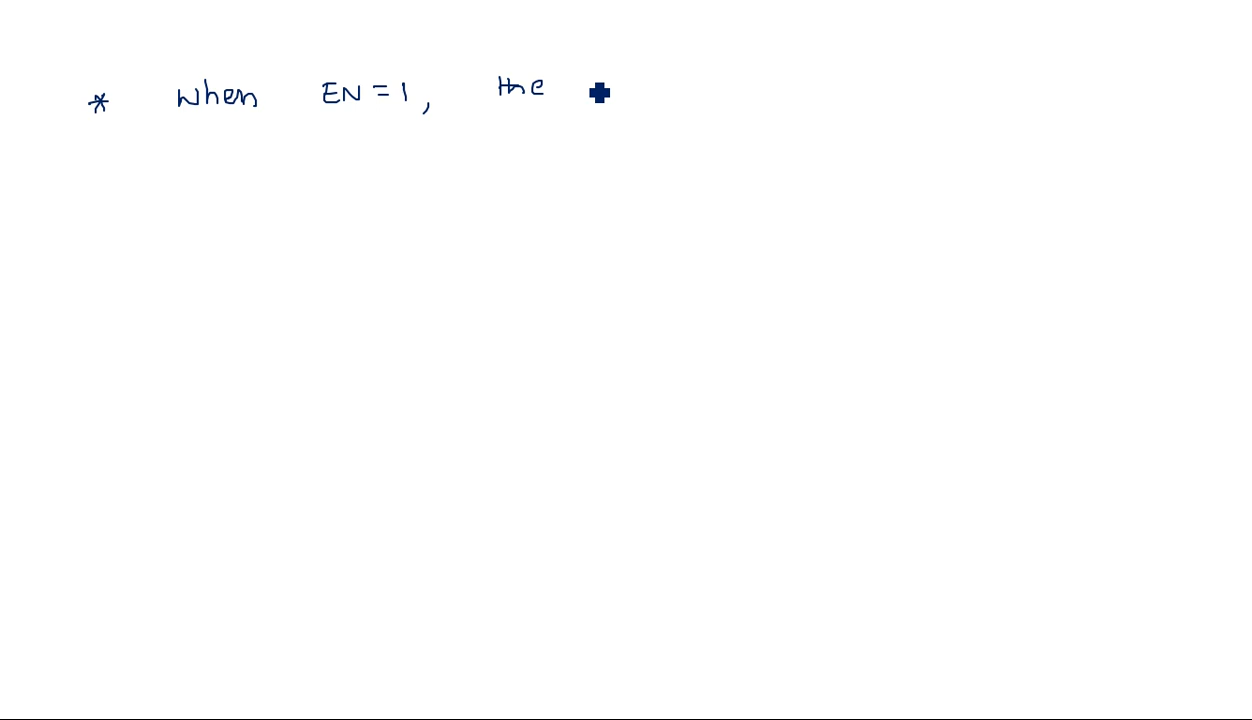 * when EN = 1, the